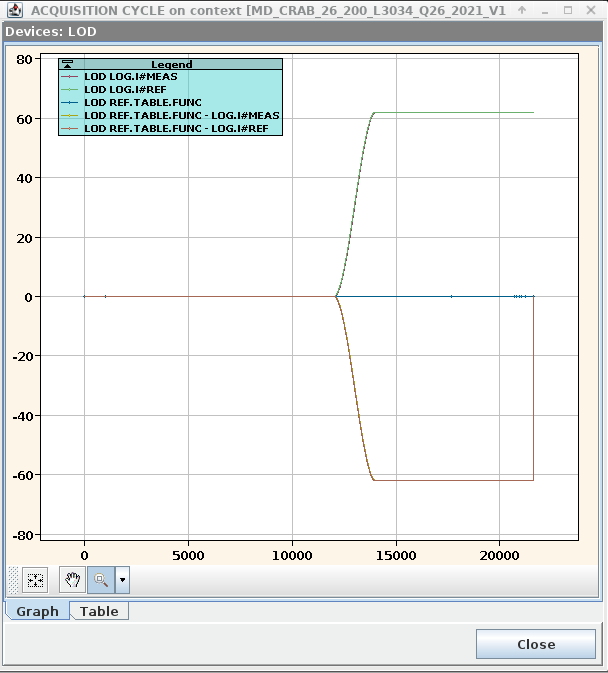 ACQUISITION CYCLE on context [MD_CRAB_26_200_L3034_Q26_2021_V1
Devices: LOD
Legend
LOD LOG.I#MEAS
LOD LOG.I#REF
LOD REF.TABLE.FUNC
LOD REF.TABLE.FUNC - LOG.I#MEAS
LOD REF.TABLE.FUNC - LOG.I#REF
80
60
40
20
0
-20
-40
-60
-80
0 5000 10000 15000 20000
Graph Table
Close